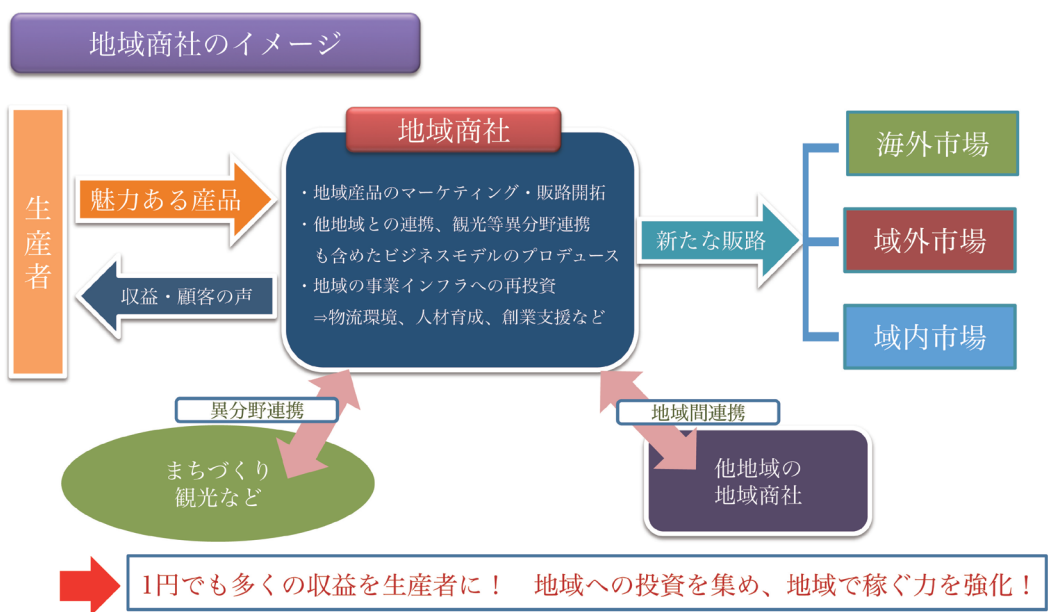 地域商社のイメージ
生産者
魅力ある産品
収益・顧客の声
地域商社
・地域産品のマーケティング・販路開拓
・他地域との連携、観光等異分野連携
も含めたビジネスモデルのプロデュース
・地域の事業インフラへの再投資
⇒物流環境、人材育成、創業支援など
新たな販路
海外市場
域外市場
域内市場
異分野連携
まちづくり
観光など
地域間連携
他地域の
地域商社
1円でも多くの収益を生産者に！　地域への投資を集め、地域で稼ぐ力を強化！